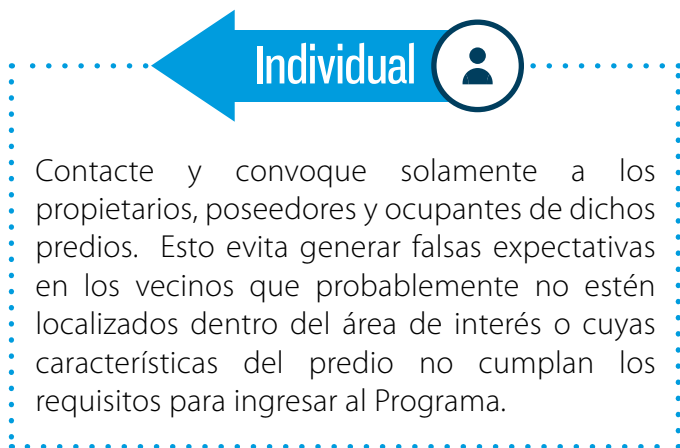 Individual
Contacte y convoque solamente a los
propietarios, poseedores y ocupantes de dichos
predios. Esto evita generar falsas expectativas
en los vecinos que probablemente no estén
localizados dentro del área de interés o cuyas
características del predio no cumplan los
requisitos para ingresar al Programa.